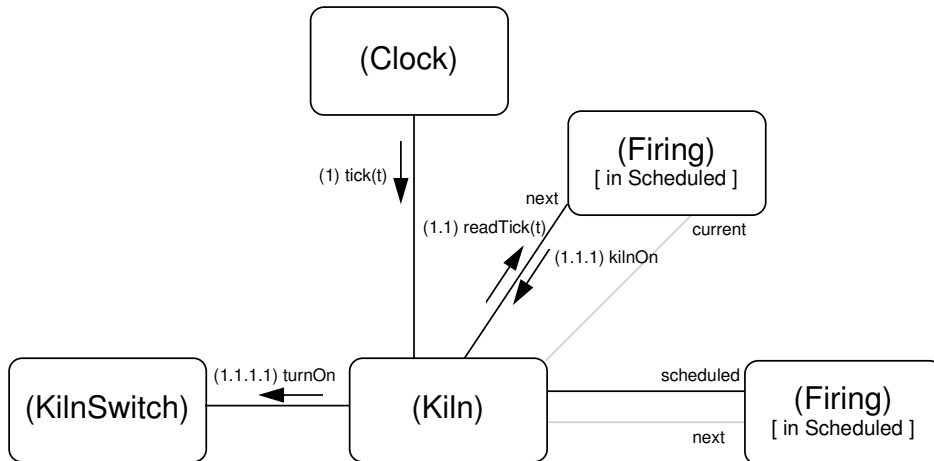 (Clock)
(1) tick(t)
(Firing)
[ in Scheduled ]
next
current
(1.1) readTick(t)
(1.1.1) kilnOn
(1.1.1.1) turnOn
(KilnSwitch)
(Kiln)
scheduled
next
(Firing)
[ in Scheduled ]